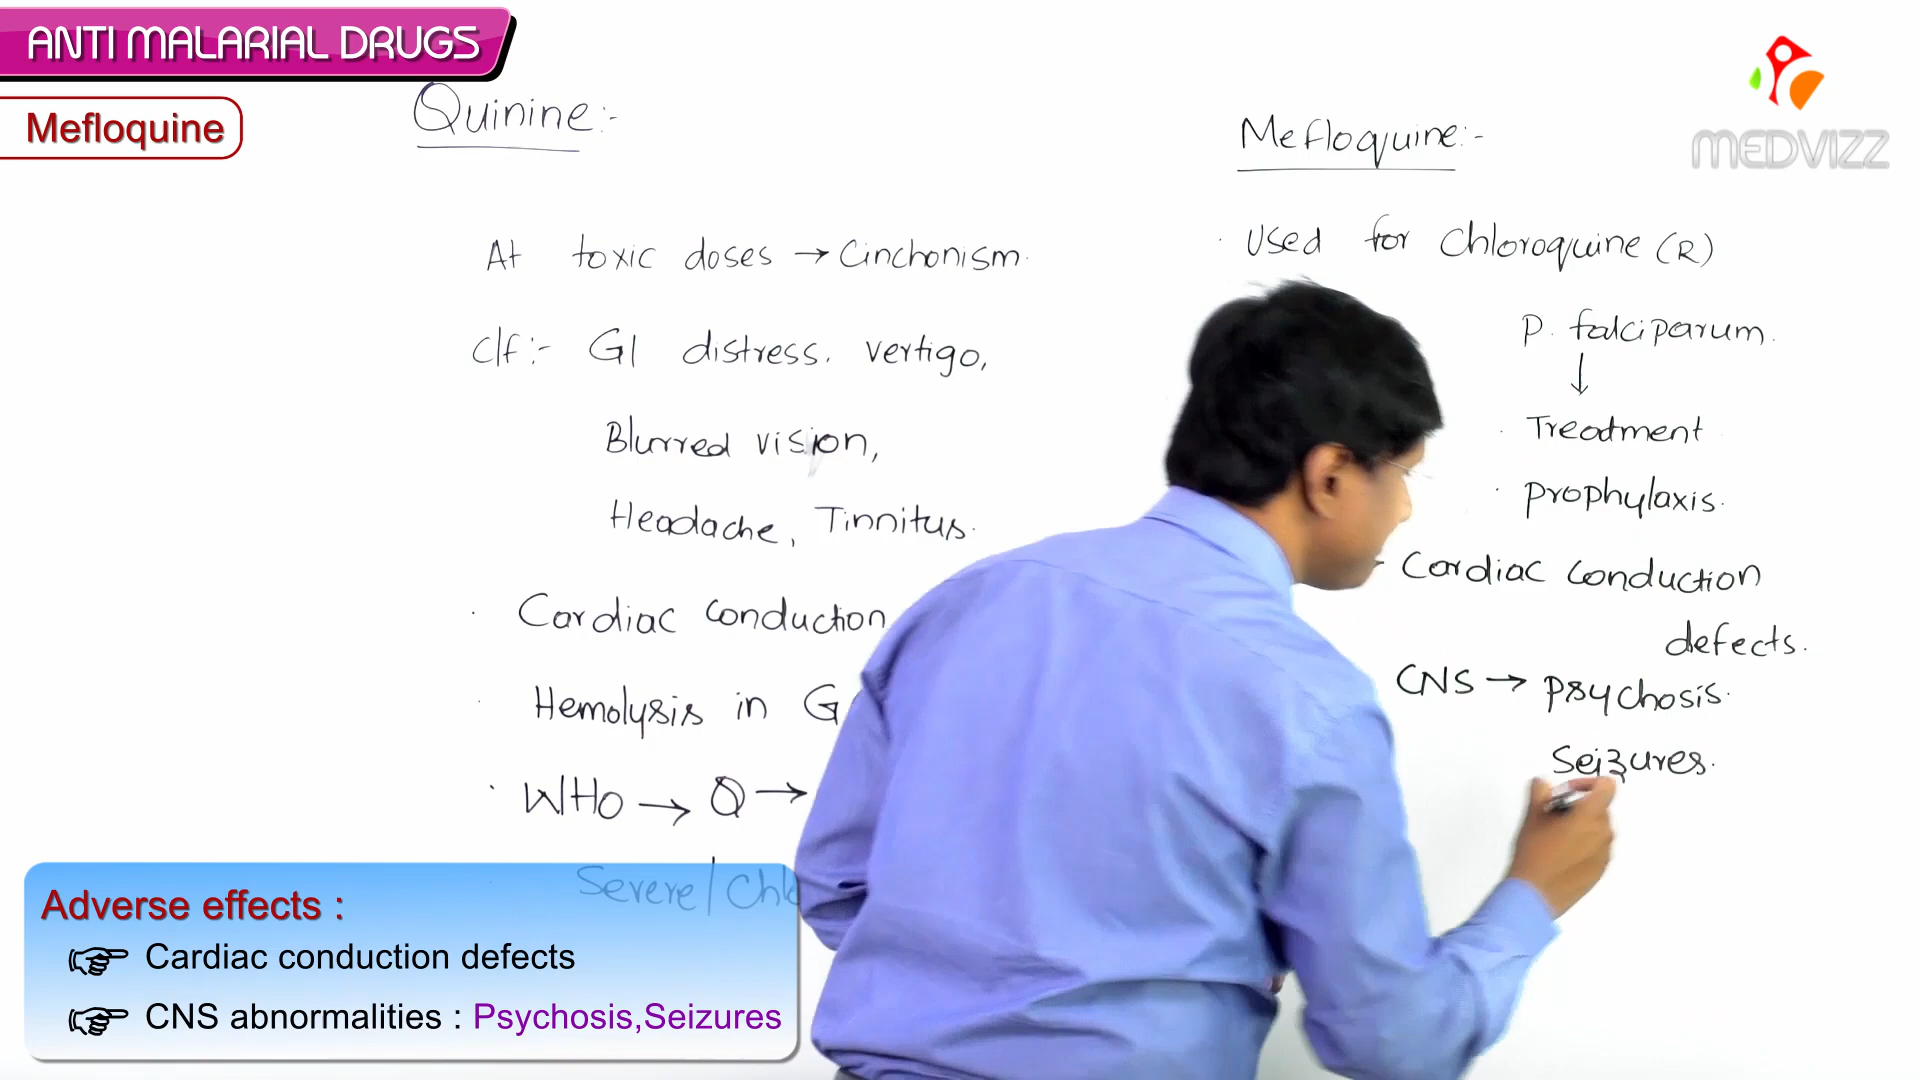 ANTI MALARIAL DRUGS
Mefloquine
MEDVIZZ
Quinine:-
At toxic doses → Cinchonism.
c/f:- GI distress. vertigo,
Blurred vision,
Headache, Tinnitus.
· Cardiac conduction
· Hemolysis in G
· WHO → Q →
Severe/Chl
Mefloquine:-
· Used for Chloroquine (R)
P. falciparum.
↓
· Treatment
· prophylaxis.
Cardiac conduction
defects.
CNS → psychosis.
Seizures.
Adverse effects :
Cardiac conduction defects
CNS abnormalities : Psychosis,Seizures